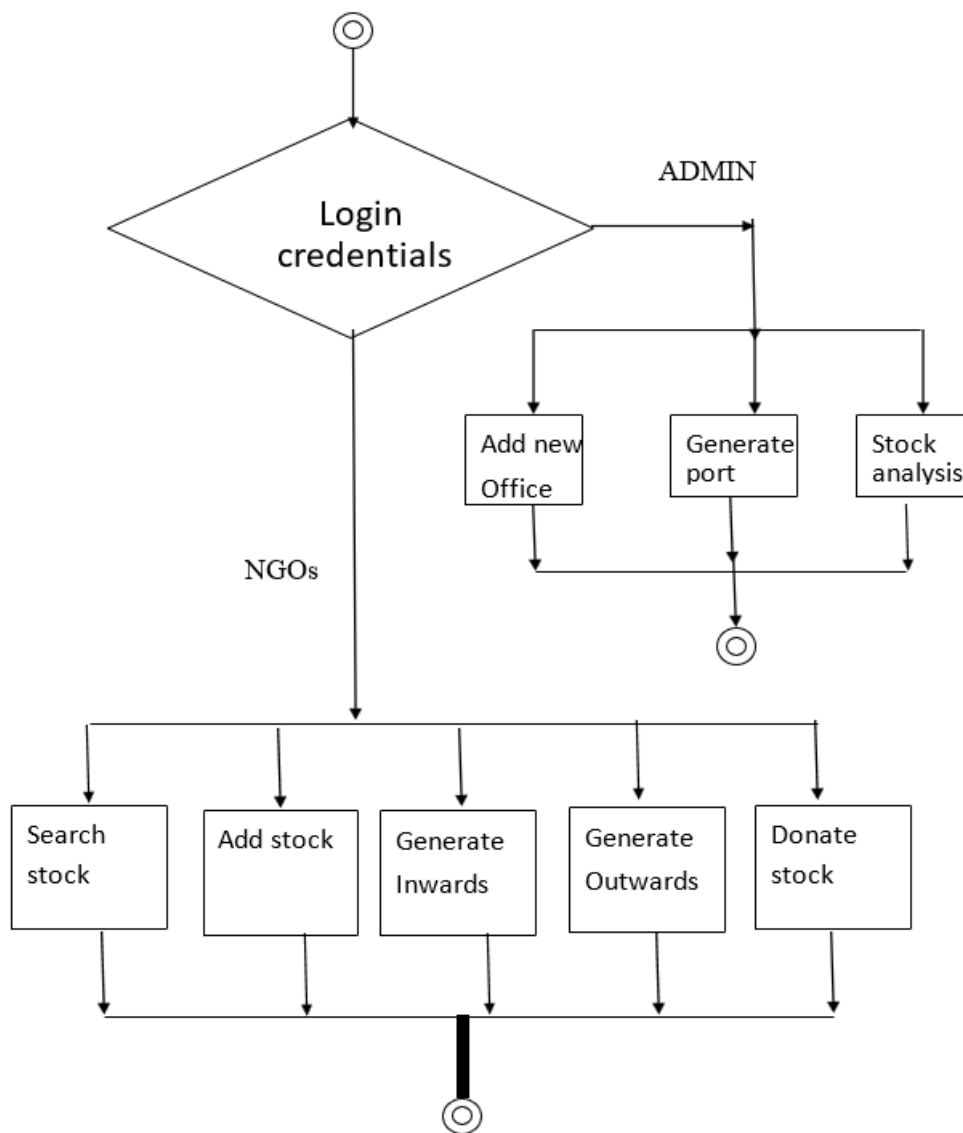 ADMIN
Login
credentials
Add new
Office
Generate
port
Stock
analysis
NGOs
Search
stock
Add stock
Generate
Inwards
Generate
Outwards
Donate
stock